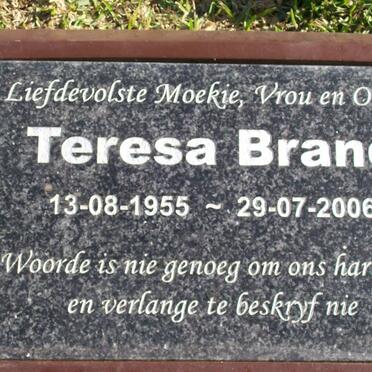 Liefdevolste Moekie, Vrou en O
Teresa Bran
13-08-1955 ~ 29-07-2006
Woorde is nie genoeg om ons har
en verlange te beskryf nie